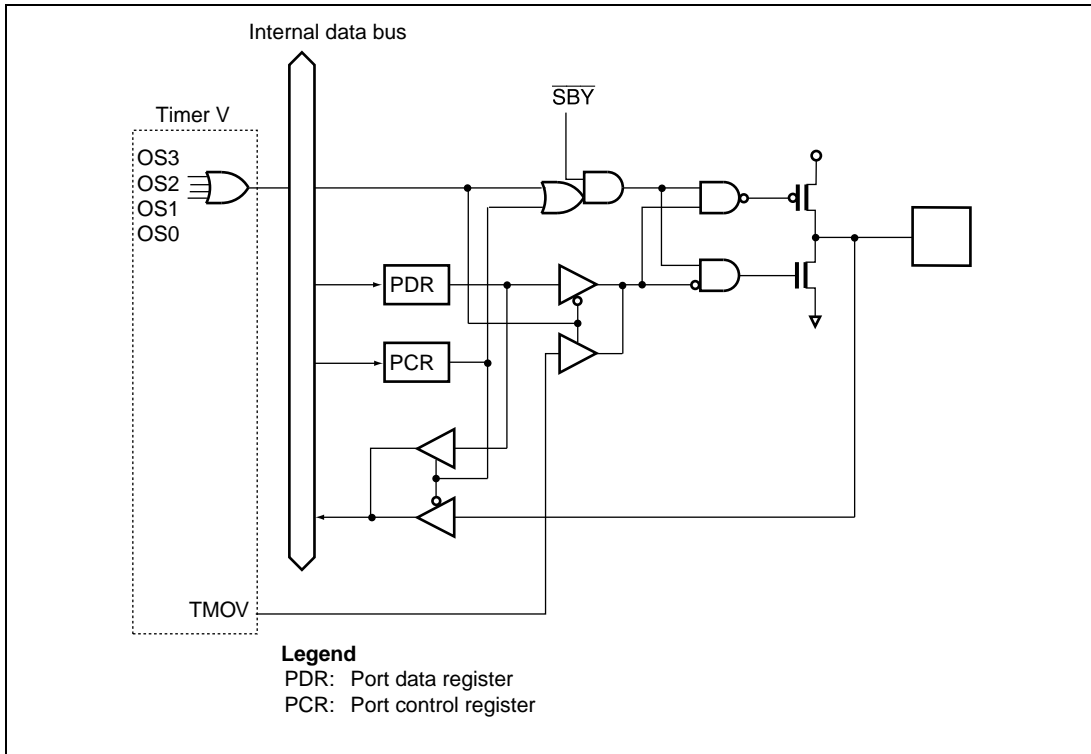 Internal data bus
SBY
Timer V
OS3
OS2
OS1
OS0
PDR
PCR
TMOV
Legend
PDR: Port data register
PCR: Port control register